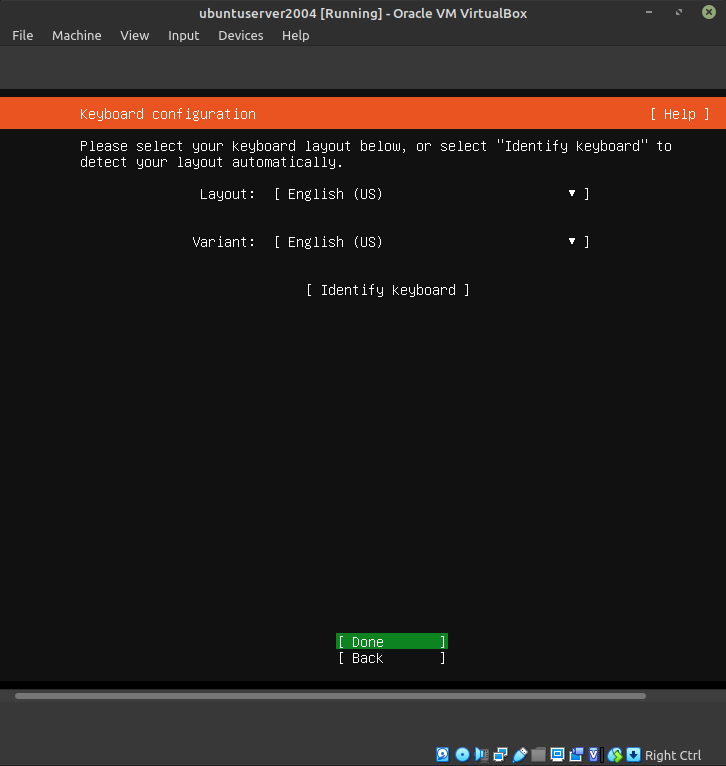 ubuntuserver2004 [Running] - Oracle VM VirtualBox
File Machine View Input Devices Help
Keyboard configuration [ Help ]
Please select your keyboard layout below, or select "Identify keyboard" to
detect your layout automatically.
Layout: [ English (US) ▾ ]
Variant: [ English (US) ▾ ]
[ Identify keyboard ]
[ Done ]
[ Back ]
Right Ctrl